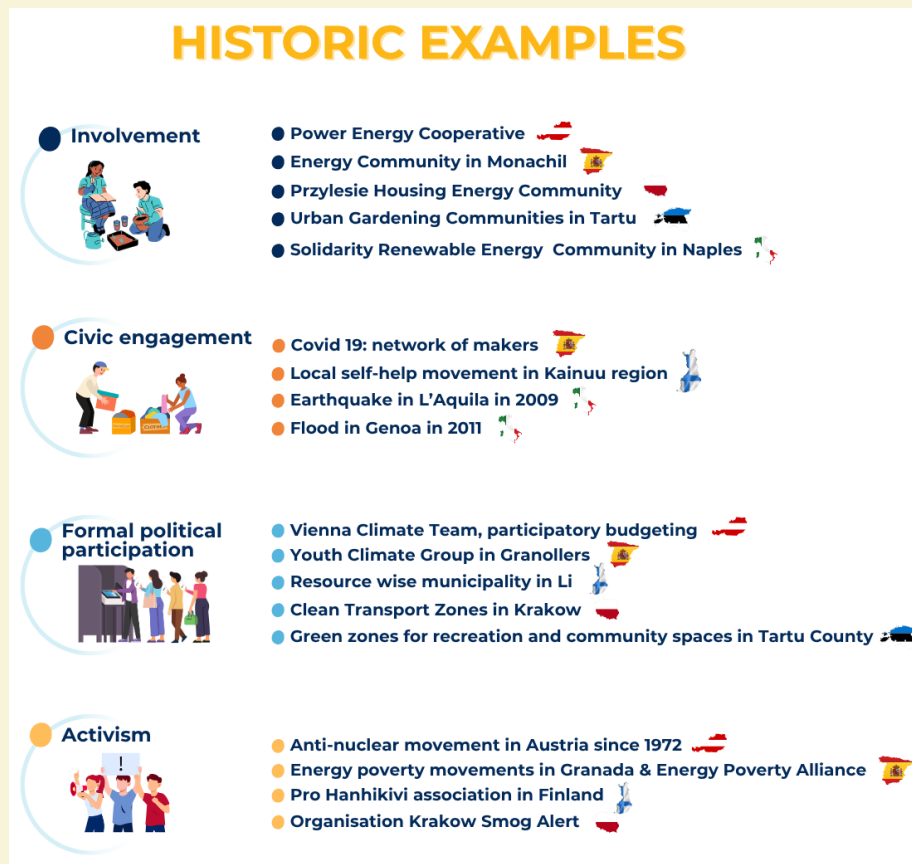 HISTORIC EXAMPLES
Involvement
Power Energy Cooperative
Energy Community in Monachil
Przylesie Housing Energy Community
Urban Gardening Communities in Tartu
Solidarity Renewable Energy Community in Naples
Civic engagement
Covid 19: network of makers
Local self-help movement in Kainuu region
Earthquake in L’Aquila in 2009
Flood in Genoa in 2011
Formal political
participation
Vienna Climate Team, participatory budgeting
Youth Climate Group in Granollers
Resource wise municipality in Li
Clean Transport Zones in Krakow
Green zones for recreation and community spaces in Tartu County
Activism
!
Anti-nuclear movement in Austria since 1972
Energy poverty movements in Granada & Energy Poverty Alliance
Pro Hanhikivi association in Finland
Organisation Krakow Smog Alert